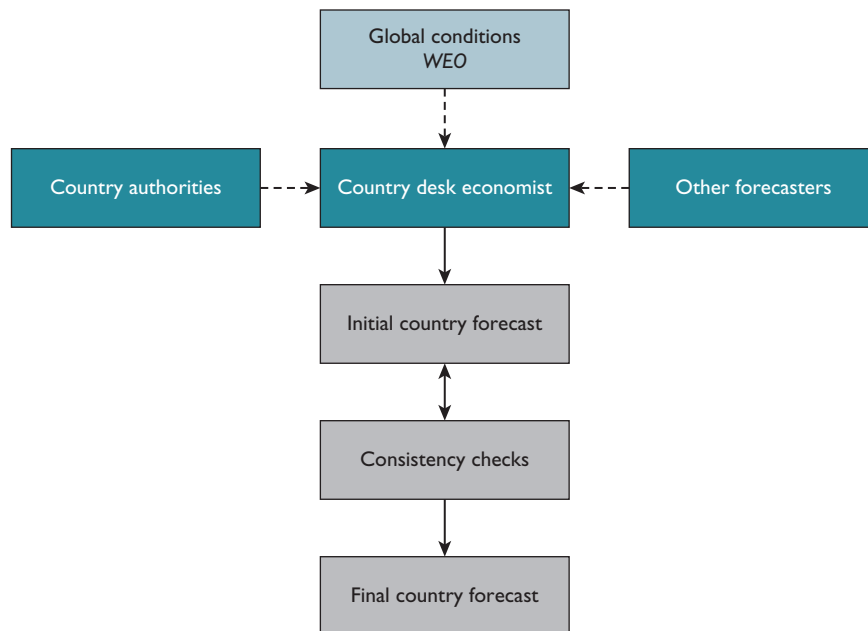 Global conditions
WEO
Country authorities
Country desk economist
Other forecasters
Initial country forecast
Consistency checks
Final country forecast